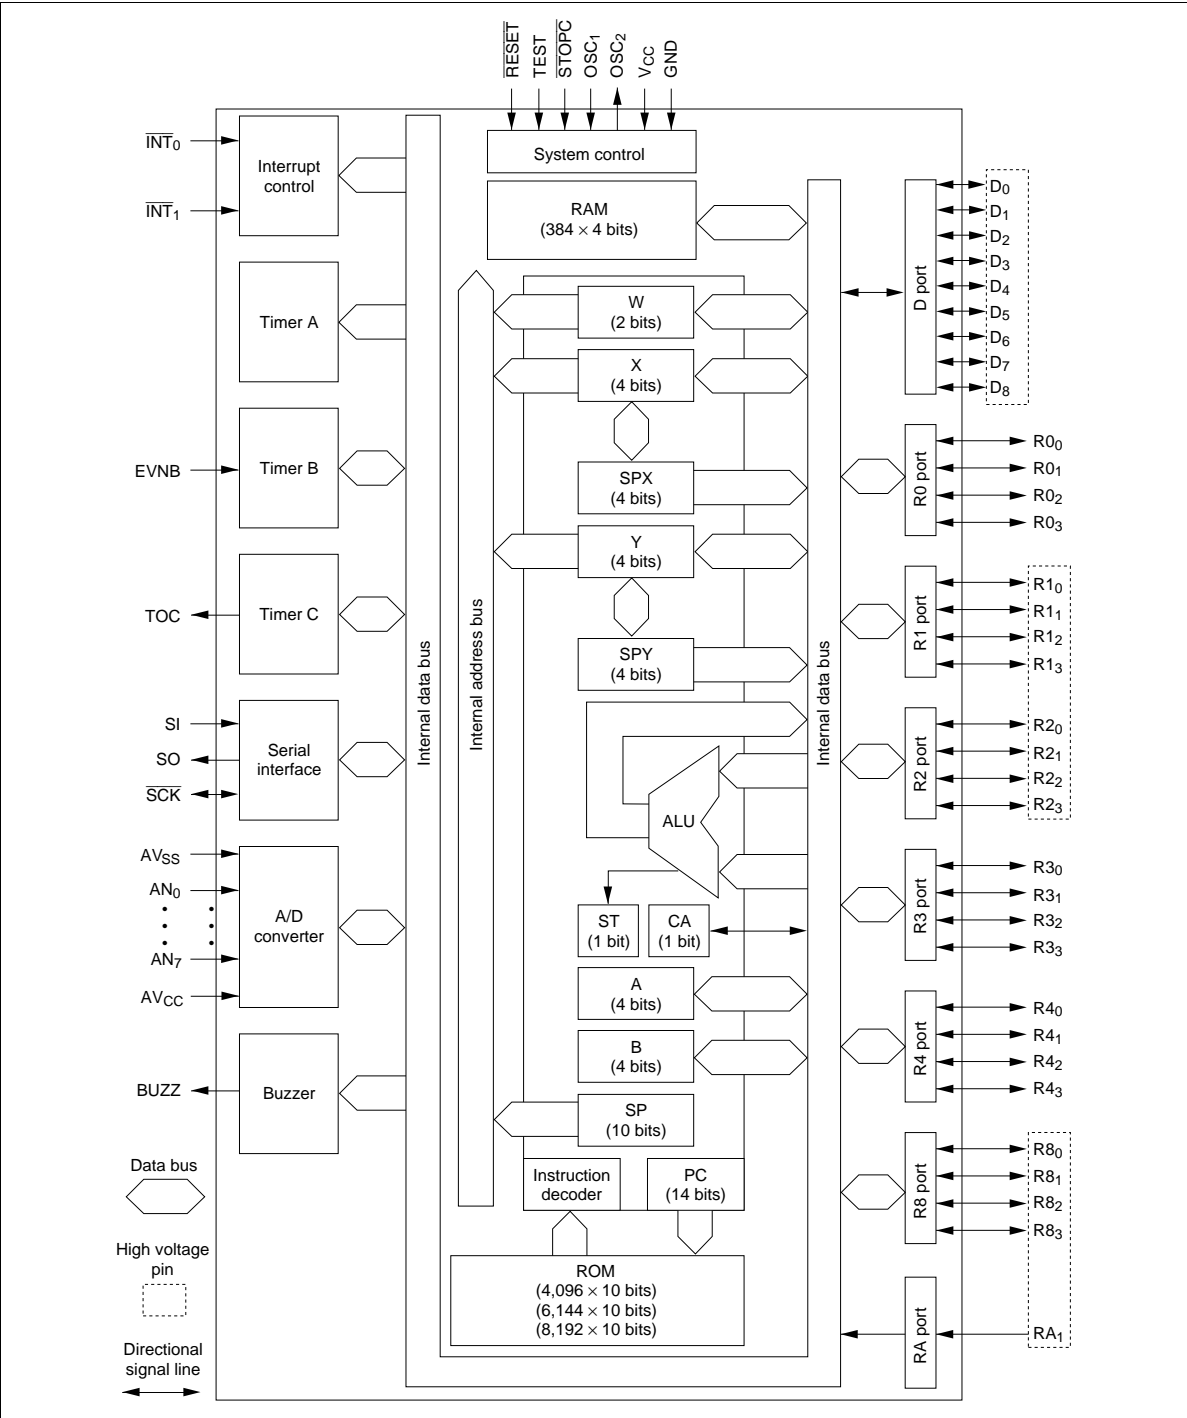 RESET
TEST
STOPC
OSC1
OSC2
VCC
GND
System control
INT0
INT1
Interrupt
control
RAM
(384 × 4 bits)
Timer A
W
(2 bits)
X
(4 bits)
EVNB
Timer B
SPX
(4 bits)
Y
(4 bits)
TOC
Timer C
SPY
(4 bits)
Internal data bus
Internal address bus
Internal data bus
SI
SO
SCK
Serial
interface
ALU
AVSS
AN0
AN7
AVCC
A/D
converter
ST
(1 bit)
CA
(1 bit)
A
(4 bits)
B
(4 bits)
BUZZ
Buzzer
SP
(10 bits)
Instruction
decoder
PC
(14 bits)
ROM
(4,096 × 10 bits)
(6,144 × 10 bits)
(8,192 × 10 bits)
D port
D0
D1
D2
D3
D4
D5
D6
D7
D8
R0 port
R00
R01
R02
R03
R1 port
R10
R11
R12
R13
R2 port
R20
R21
R22
R23
R3 port
R30
R31
R32
R33
R4 port
R40
R41
R42
R43
R8 port
R80
R81
R82
R83
RA port
RA1
Data bus
High voltage
pin
Directional
signal line